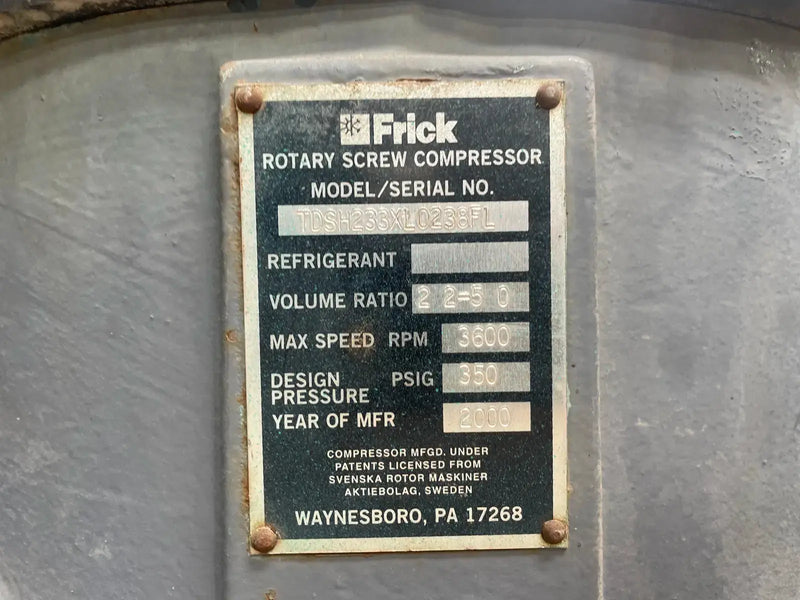 Frick
ROTARY SCREW COMPRESSOR
MODEL/SERIAL NO.
TDSH233XL0238FL
REFRIGERANT
VOLUME RATIO 2 2=5 0
MAX SPEED RPM 3600
DESIGN PRESSURE PSIG 350
YEAR OF MFR 2000
COMPRESSOR MFGD. UNDER
PATENTS LICENSED FROM
SVENSKA ROTOR MASKINER
AKTIEBOLAG, SWEDEN
WAYNESBORO, PA 17268